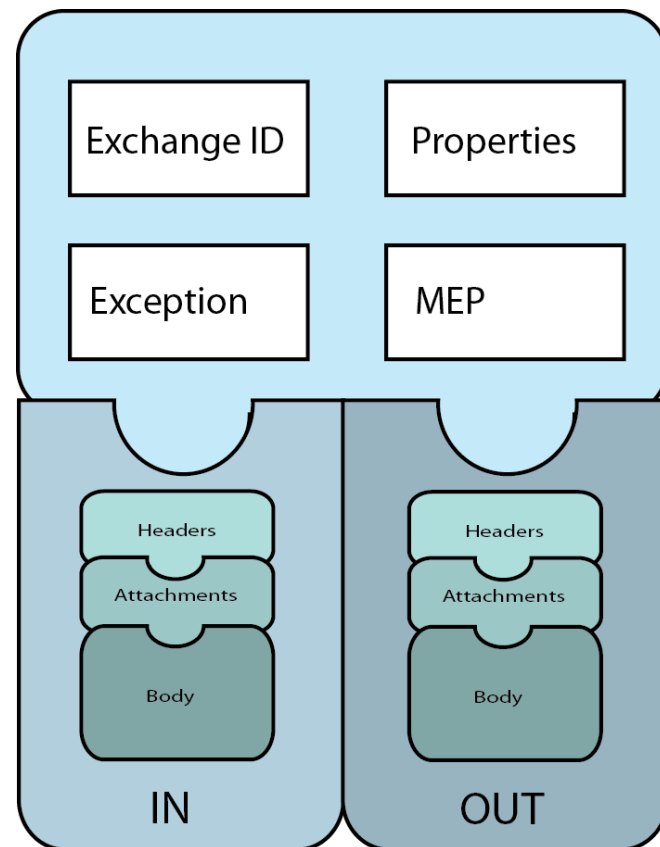 Exchange ID
Properties
Exception
MEP
Headers
Attachments
Body
IN
Headers
Attachments
Body
OUT